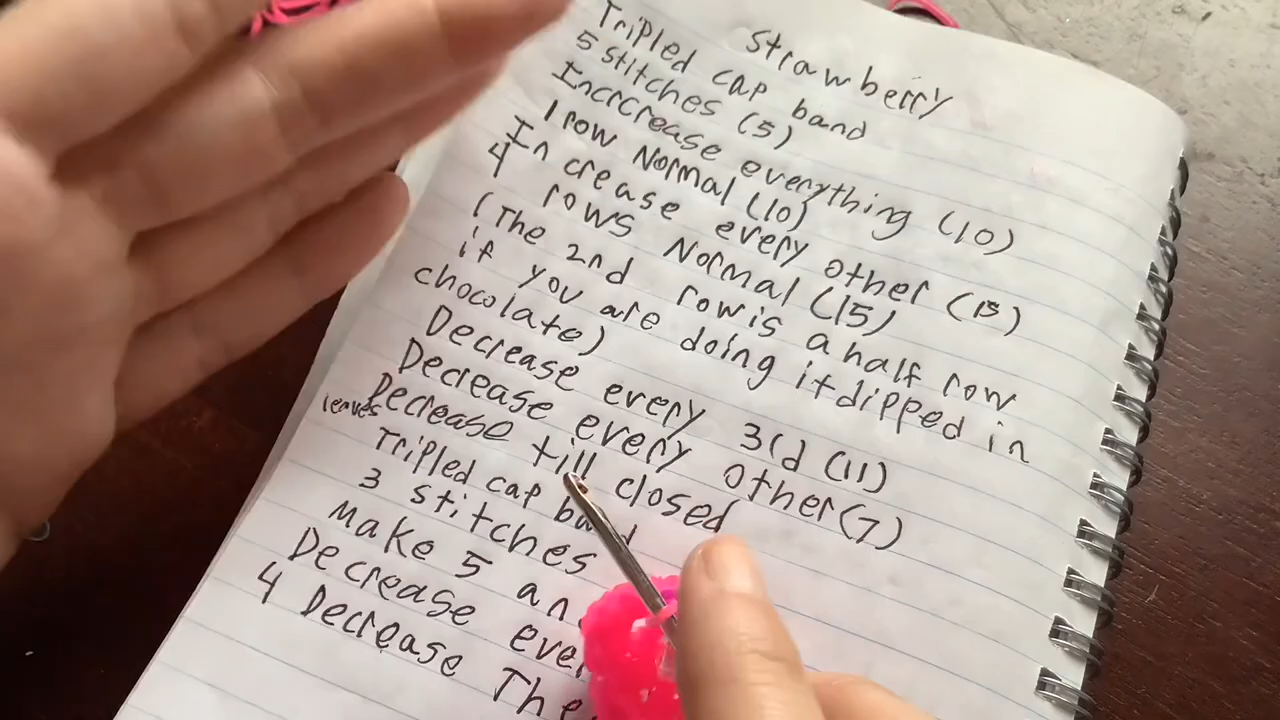 Strawberry
Tripled cap band
5 stitches (5)
Incrcrease everything (10)
1 row Normal (10)
Increase every other (15)
4 rows Normal (15)
(The 2nd row is a half row
if you are doing it dipped in
chocolate)
Decrease every 3rd (11)
Decrease every other (7)
Decrease till closed
leaves
Tripled cap
3 stitches
Make 5
Decrease
4 Decrease